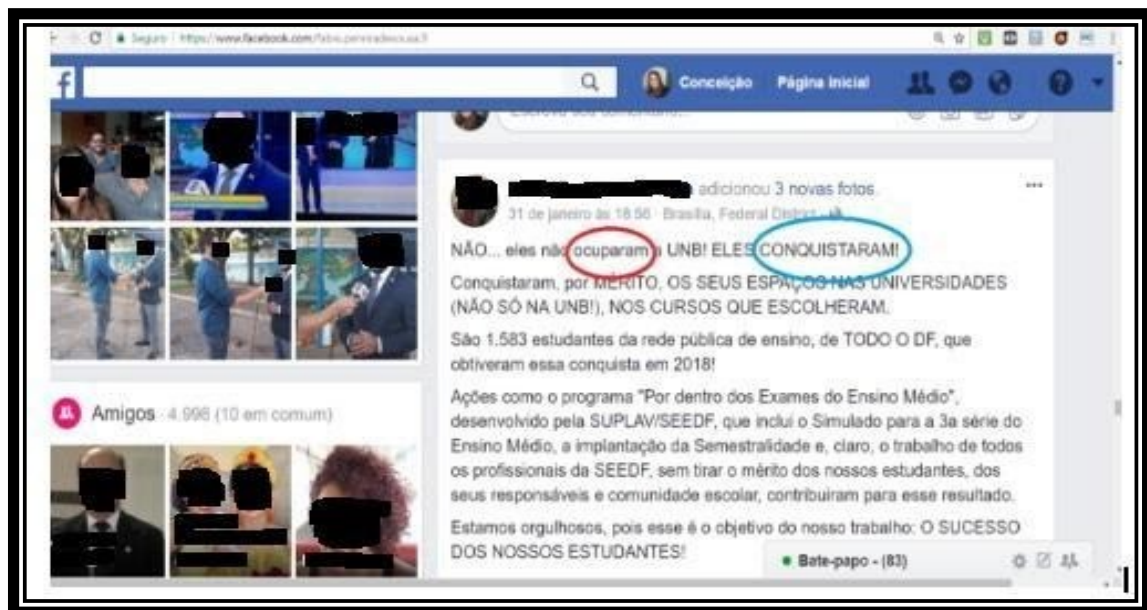 Seguro https://www.facebook.com/
f Conceição Página inicial
adicionou 3 novas fotos.
31 de janeiro às 18:56 · Brasília, Federal District
NÃO... eles não ocuparam a UNB! ELES CONQUISTARAM!
Conquistaram, por MÉRITO, OS SEUS ESPAÇOS NAS UNIVERSIDADES
(NÃO SÓ NA UNB!), NOS CURSOS QUE ESCOLHERAM.
São 1.583 estudantes da rede pública de ensino, de TODO O DF, que
obtiveram essa conquista em 2018!
Ações como o programa "Por dentro dos Exames do Ensino Médio",
desenvolvido pela SUPLAV/SEEDF, que inclui o Simulado para a 3a série do
Ensino Médio, a implantação da Semestralidade e, claro, o trabalho de todos
os profissionais da SEEDF, sem tirar o mérito dos nossos estudantes, dos
seus responsáveis e comunidade escolar, contribuiram para esse resultado.
Estamos orgulhosos, pois esse é o objetivo do nosso trabalho: O SUCESSO
DOS NOSSOS ESTUDANTES!
Amigos · 4.998 (10 em comum)
Bate-papo - (83)